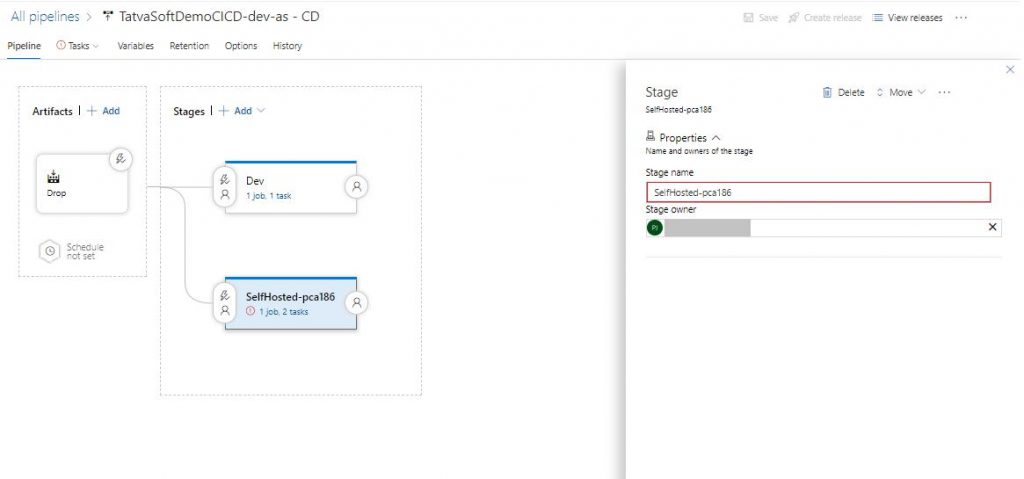 All pipelines > TatvaSoftDemoCICD-dev-as - CD
Save Create release View releases ...
Pipeline Tasks Variables Retention Options History
Artifacts | + Add
Stages | + Add
Drop
Schedule
not set
Dev
1 job, 1 task
SelfHosted-pca186
1 job, 2 tasks
Stage
Delete Move ...
SelfHosted-pca186
Properties
Name and owners of the stage
Stage name
SelfHosted-pca186
Stage owner
PJ